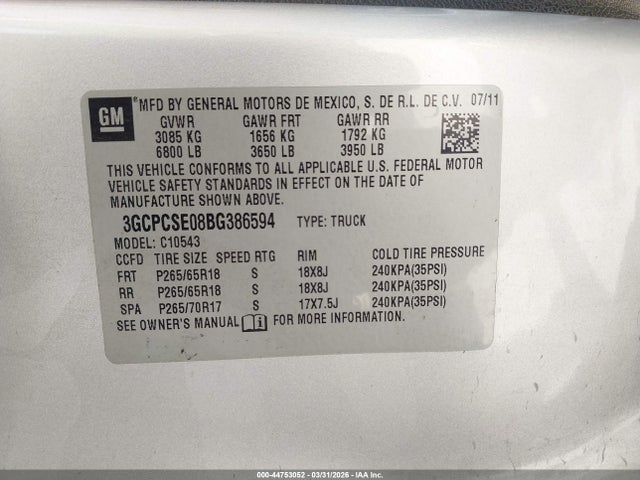 GM
*MFD BY GENERAL MOTORS DE MEXICO, S. DE R.L. DE C.V. 07/11
GVWR GAWR FRT GAWR RR
3085 KG 1656 KG 1792 KG
6800 LB 3650 LB 3950 LB
THIS VEHICLE CONFORMS TO ALL APPLICABLE U.S. FEDERAL MOTOR
VEHICLE SAFETY STANDARDS IN EFFECT ON THE DATE OF
MANUFACTURE SHOWN ABOVE.
3GCPCSE08BG386594 TYPE: TRUCK
MODEL: C10543
CCFD TIRE SIZE SPEED RTG RIM COLD TIRE PRESSURE
FRT P265/65R18 S 18X8J 240KPA(35PSI)
RR P265/65R18 S 18X8J 240KPA(35PSI)
SPA P265/70R17 S 17X7.5J 240KPA(35PSI)
SEE OWNER'S MANUAL FOR MORE INFORMATION.
000-44753052 | 03/31/2026 - IAA, Inc.